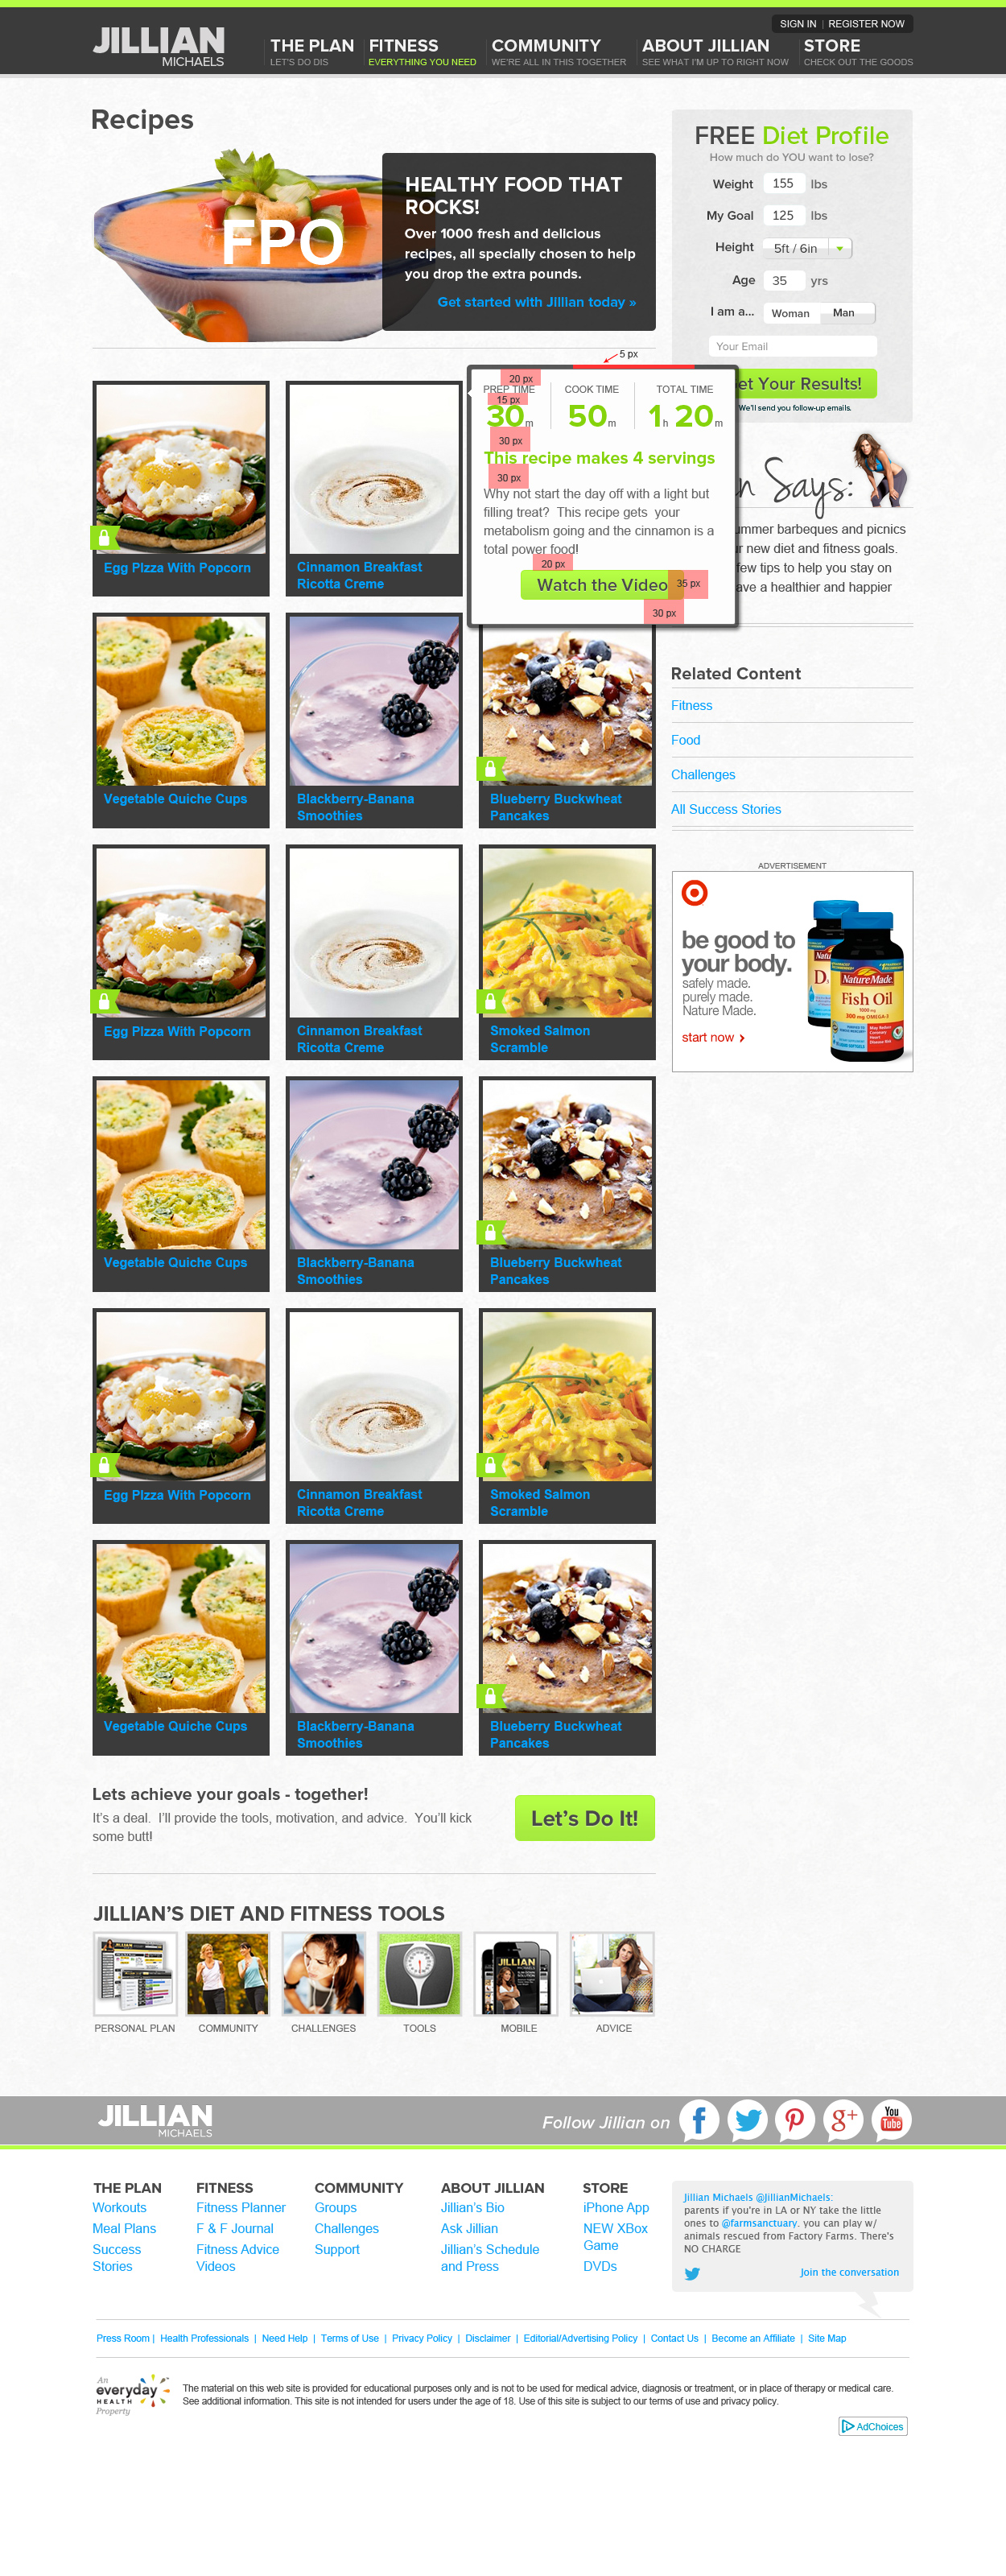 SIGN IN | REGISTER NOW
JILLIAN
MICHAELS
THE PLAN
LET'S DO DIS
FITNESS
EVERYTHING YOU NEED
COMMUNITY
WE'RE ALL IN THIS TOGETHER
ABOUT JILLIAN
SEE WHAT I'M UP TO RIGHT NOW
STORE
CHECK OUT THE GOODS
Recipes
FPO
HEALTHY FOOD THAT
ROCKS!
Over 1000 fresh and delicious
recipes, all specially chosen to help
you drop the extra pounds.
Get started with Jillian today »
FREE Diet Profile
How much do YOU want to lose?
Weight 155 lbs
My Goal 125 lbs
Height 5ft / 6in
Age 35 yrs
I am a... Woman Man
Your Email
et Your Results!
We'll send you follow-up emails.
5 px
20 px
PREP TIME
COOK TIME
TOTAL TIME
15 px
30 m
50 m
1 h 20 m
30 px
This recipe makes 4 servings
30 px
Why not start the day off with a light but
filling treat? This recipe gets your
metabolism going and the cinnamon is a
total power food!
20 px
Watch the Video
35 px
30 px
n Says:
ummer barbeques and picnics
r new diet and fitness goals.
few tips to help you stay on
ave a healthier and happier
Egg PIzza With Popcorn
Cinnamon Breakfast
Ricotta Creme
Vegetable Quiche Cups
Blackberry-Banana
Smoothies
Blueberry Buckwheat
Pancakes
Related Content
Fitness
Food
Challenges
All Success Stories
ADVERTISEMENT
be good to
your body.
safely made.
purely made.
Nature Made.
start now ›
Nature
D
NatureMade
Fish Oil
1000 mg
300 mg OMEGA-3
Egg PIzza With Popcorn
Cinnamon Breakfast
Ricotta Creme
Smoked Salmon
Scramble
Vegetable Quiche Cups
Blackberry-Banana
Smoothies
Blueberry Buckwheat
Pancakes
Egg PIzza With Popcorn
Cinnamon Breakfast
Ricotta Creme
Smoked Salmon
Scramble
Vegetable Quiche Cups
Blackberry-Banana
Smoothies
Blueberry Buckwheat
Pancakes
Lets achieve your goals - together!
It's a deal. I'll provide the tools, motivation, and advice. You'll kick
some butt!
Let's Do It!
JILLIAN'S DIET AND FITNESS TOOLS
JILLIAN
PERSONAL PLAN
COMMUNITY
CHALLENGES
TOOLS
MOBILE
ADVICE
JILLIAN
MICHAELS
Follow Jillian on
f
g+
You
Tube
THE PLAN
Workouts
Meal Plans
Success
Stories
FITNESS
Fitness Planner
F & F Journal
Fitness Advice
Videos
COMMUNITY
Groups
Challenges
Support
ABOUT JILLIAN
Jillian's Bio
Ask Jillian
Jillian's Schedule
and Press
STORE
iPhone App
NEW XBox
Game
DVDs
Jillian Michaels @JillianMichaels:
parents if you're in LA or NY take the little
ones to @farmsanctuary. you can play w/
animals rescued from Factory Farms. There's
NO CHARGE
Join the conversation
Press Room | Health Professionals | Need Help | Terms of Use | Privacy Policy | Disclaimer | Editorial/Advertising Policy | Contact Us | Become an Affiliate | Site Map
An
everyday
HEALTH
Property
The material on this web site is provided for educational purposes only and is not to be used for medical advice, diagnosis or treatment, or in place of therapy or medical care.
See additional information. This site is not intended for users under the age of 18. Use of this site is subject to our terms of use and privacy policy.
AdChoices